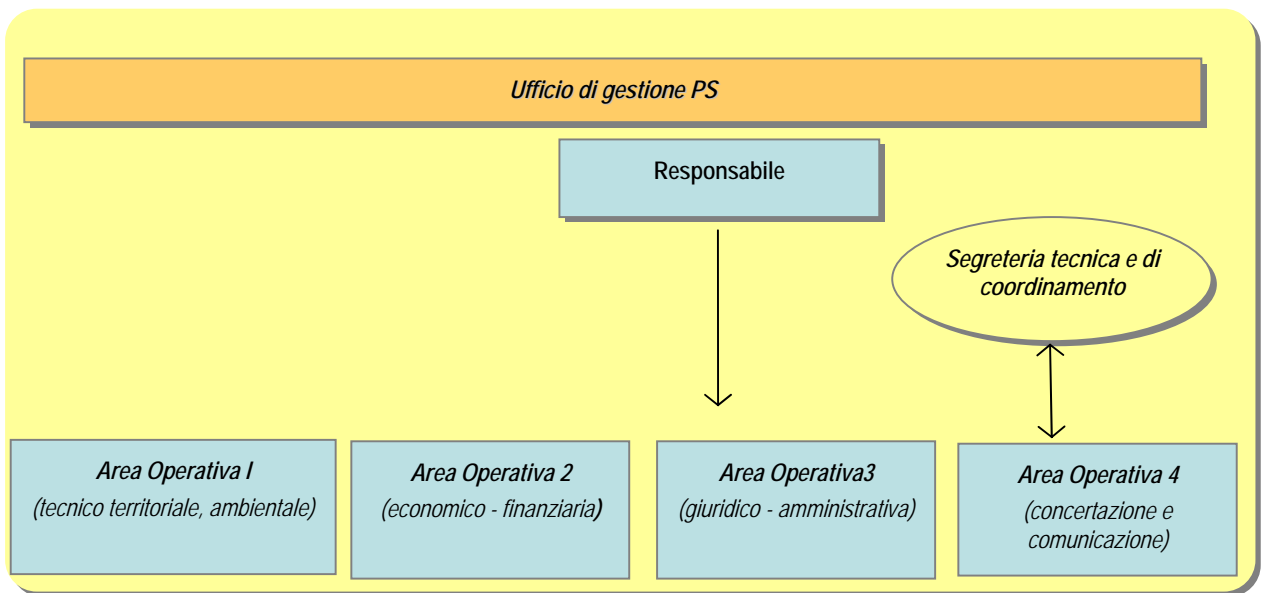 Ufficio di gestione PS
Responsabile
Segreteria tecnica e di
coordinamento
Area Operativa I
(tecnico territoriale, ambientale)
Area Operativa 2
(economico - finanziaria)
Area Operativa3
(giuridico - amministrativa)
Area Operativa 4
(concertazione e
comunicazione)